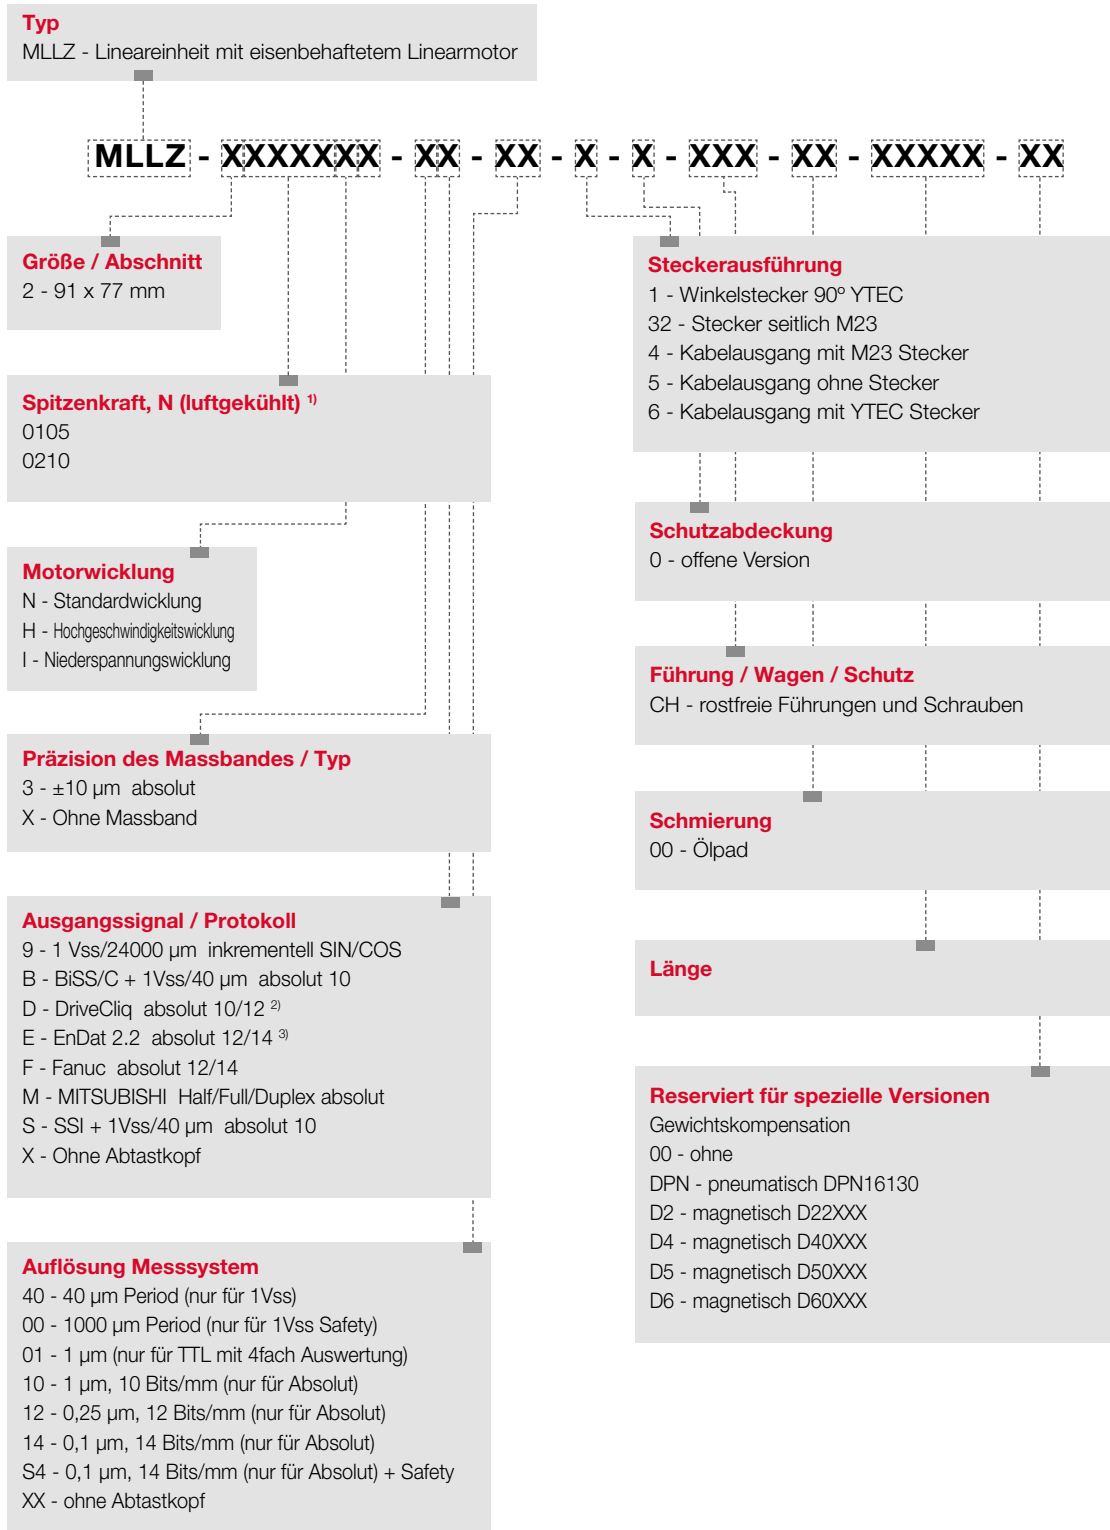 Typ
MLLZ - Lineareinheit mit eisenbehaftetem Linearmotor
MLLZ - XXXXXXXX - XX - XX - X - X - XXX - XX - XXXXX - XX
Größe / Abschnitt
2 - 91 x 77 mm
Spitzenkraft, N (luftgekühlt) 1)
0105
0210
Motorwicklung
N - Standardwicklung
H - Hochgeschwindigkeitswicklung
I - Niederspannungswicklung
Präzision des Massbandes / Typ
3 - ±10 µm absolut
X - Ohne Massband
Ausgangssignal / Protokoll
9 - 1 Vss/24000 µm inkrementell SIN/COS
B - BiSS/C + 1Vss/40 µm absolut 10
D - DriveCliq absolut 10/12 2)
E - EnDat 2.2 absolut 12/14 3)
F - Fanuc absolut 12/14
M - MITSUBISHI Half/Full/Duplex absolut
S - SSI + 1Vss/40 µm absolut 10
X - Ohne Abtastkopf
Auflösung Messsystem
40 - 40 µm Period (nur für 1Vss)
00 - 1000 µm Period (nur für 1Vss Safety)
01 - 1 µm (nur für TTL mit 4fach Auswertung)
10 - 1 µm, 10 Bits/mm (nur für Absolut)
12 - 0,25 µm, 12 Bits/mm (nur für Absolut)
14 - 0,1 µm, 14 Bits/mm (nur für Absolut)
S4 - 0,1 µm, 14 Bits/mm (nur für Absolut) + Safety
XX - ohne Abtastkopf
Steckerausführung
1 - Winkelstecker 90º YTEC
32 - Stecker seitlich M23
4 - Kabelausgang mit M23 Stecker
5 - Kabelausgang ohne Stecker
6 - Kabelausgang mit YTEC Stecker
Schutzabdeckung
0 - offene Version
Führung / Wagen / Schutz
CH - rostfreie Führungen und Schrauben
Schmierung
00 - Ölpad
Länge
Reserviert für spezielle Versionen
Gewichtskompensation
00 - ohne
DPN - pneumatisch DPN16130
D2 - magnetisch D22XXX
D4 - magnetisch D40XXX
D5 - magnetisch D50XXX
D6 - magnetisch D60XXX